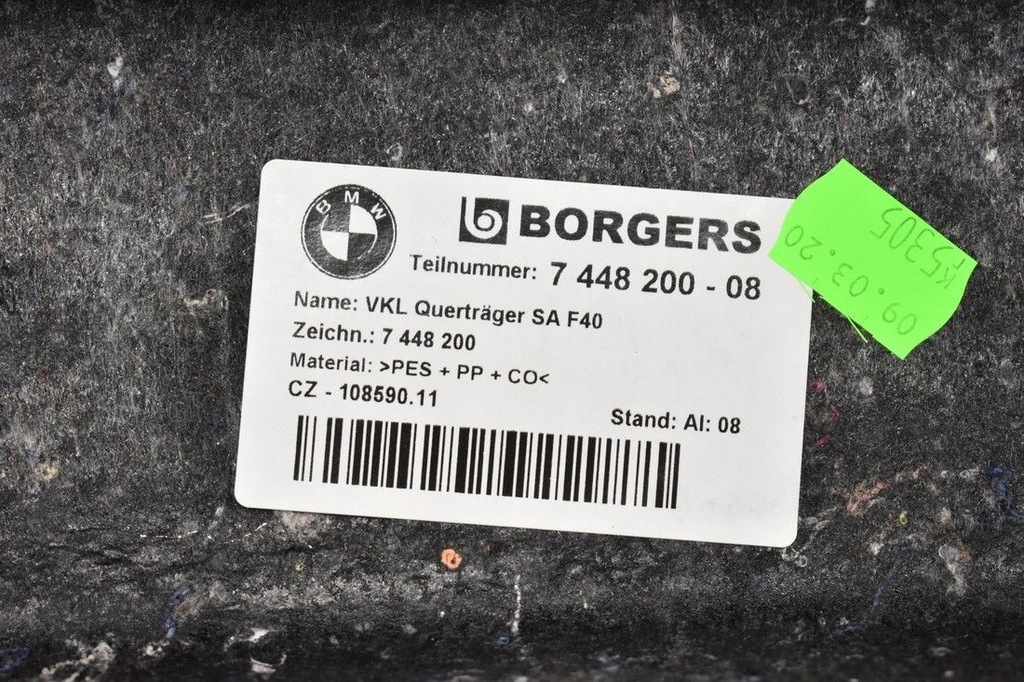 BMW
BORGERS
Teilnummer: 7 448 200 - 08
Name: VKL Querträger SA F40
Zeichn.: 7 448 200
Material: >PES + PP + CO<
CZ - 108590.11
Stand: AI: 08
K5305
09.03.20